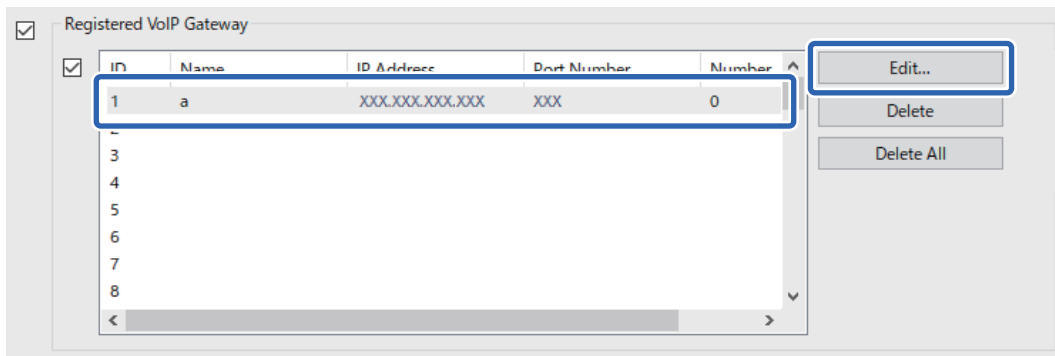 Registered VoIP Gateway
ID Name IP Address Port Number Number
Edit...
1 a XXX.XXX.XXX.XXX XXX 0
Delete
2
3
Delete All
4
5
6
7
8